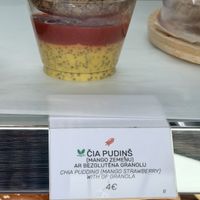 ČIA PUDIŅŠ
(MANGO ZEMEŅU)
AR BEZGLUTĒNA GRANOLU
CHIA PUDDING (MANGO STRAWBERRY)
WITH GF GRANOLA
4€